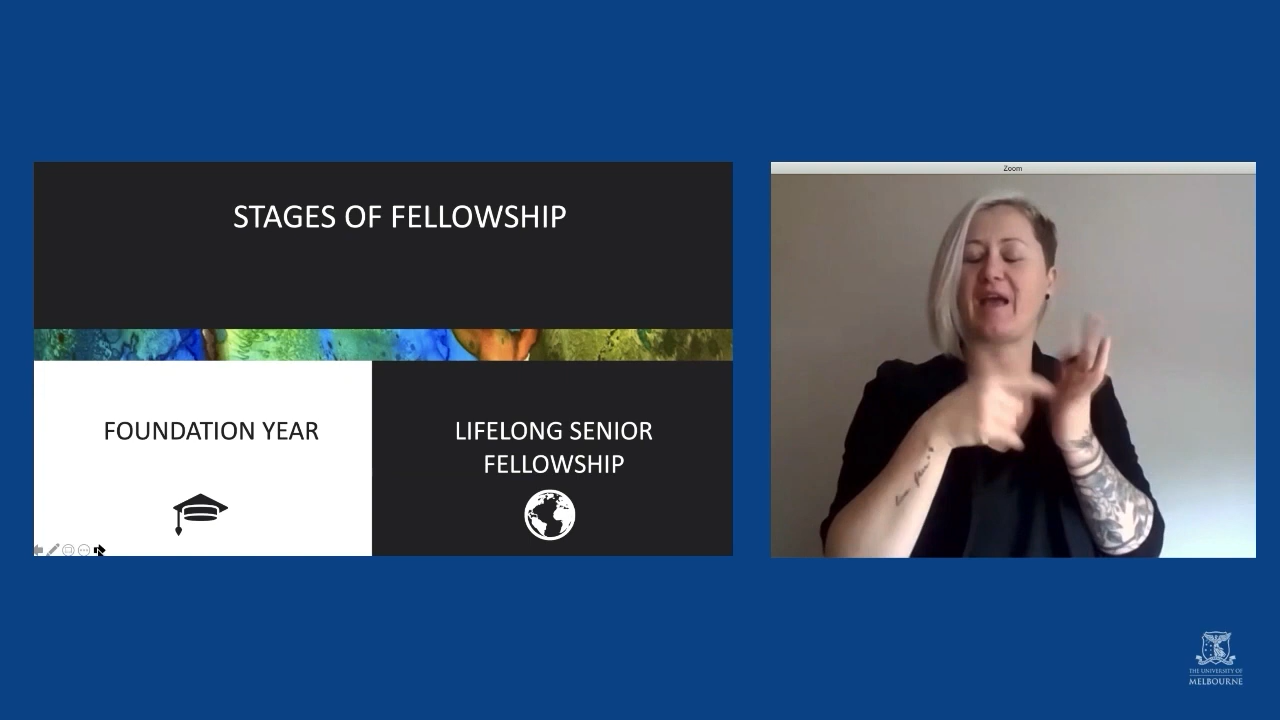 STAGES OF FELLOWSHIP
FOUNDATION YEAR
LIFELONG SENIOR
FELLOWSHIP
Zoom
THE UNIVERSITY OF
MELBOURNE